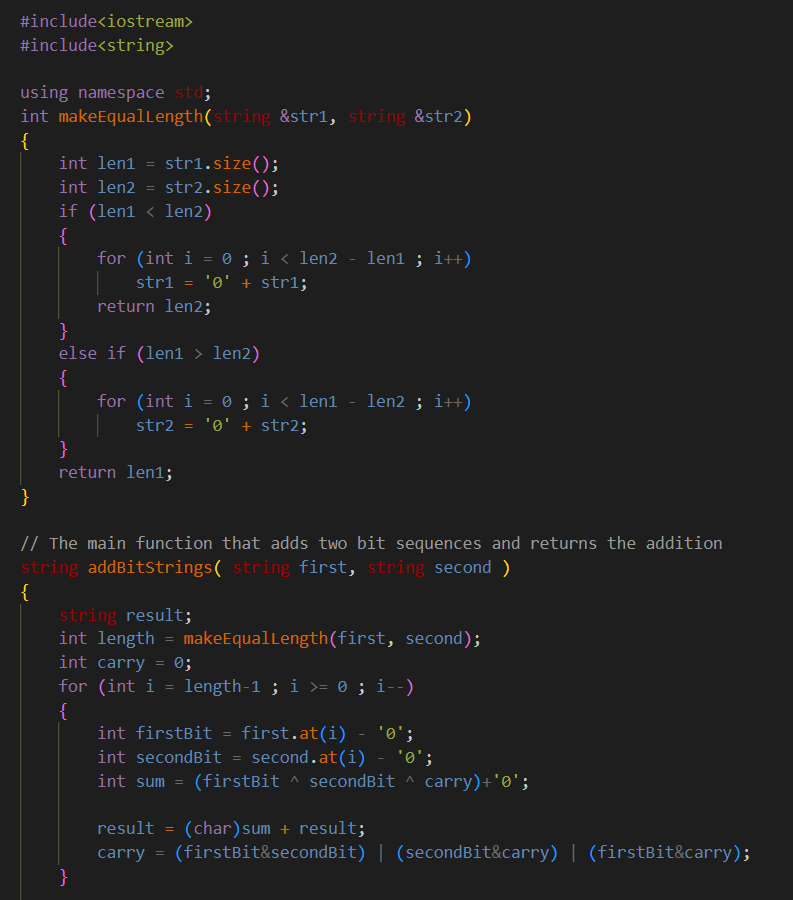 #include<iostream>
#include<string>

using namespace std;
int makeEqualLength(string &str1, string &str2)
{
    int len1 = str1.size();
    int len2 = str2.size();
    if (len1 < len2)
    {
        for (int i = 0 ; i < len2 - len1 ; i++)
            str1 = '0' + str1;
        return len2;
    }
    else if (len1 > len2)
    {
        for (int i = 0 ; i < len1 - len2 ; i++)
            str2 = '0' + str2;
    }
    return len1;
}

// The main function that adds two bit sequences and returns the addition
string addBitStrings( string first, string second )
{
    string result;
    int length = makeEqualLength(first, second);
    int carry = 0;
    for (int i = length-1 ; i >= 0 ; i--)
    {
        int firstBit = first.at(i) - '0';
        int secondBit = second.at(i) - '0';
        int sum = (firstBit ^ secondBit ^ carry)+'0';

        result = (char)sum + result;
        carry = (firstBit&secondBit) | (secondBit&carry) | (firstBit&carry);
    }